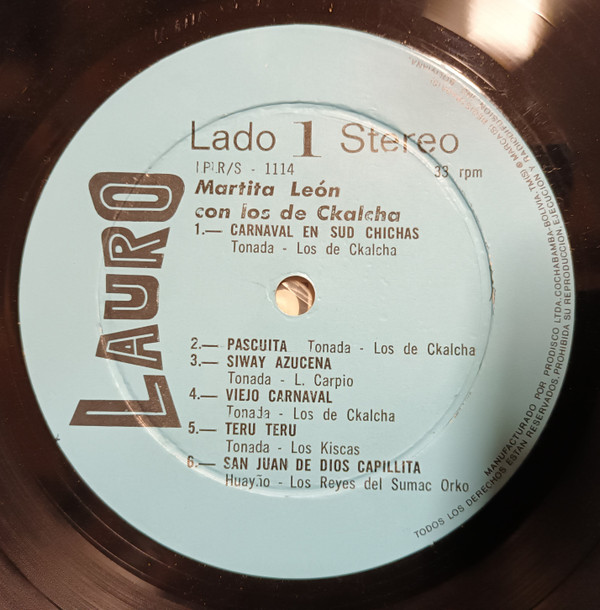 Lado 1 Stereo
LPLR/S - 1114 33 rpm
Martita León
con los de Ckalcha
1.— CARNAVAL EN SUD CHICHAS
Tonada - Los de Ckalcha
2.— PASCUITA Tonada - Los de Ckalcha
3.— SIWAY AZUCENA
Tonada - L. Carpio
4.— VIEJO CARNAVAL
Tonada - Los de Ckalcha
5.— TERU TERU
Tonada - Los Kiscas
6.— SAN JUAN DE DIOS CAPILLITA
Huayño - Los Reyes del Sumac Orko
LAURO
MANUFACTURADO POR PRODISCO LTDA. COCHABAMBA-BOLIVIA
TODOS LOS DERECHOS ESTAN RESERVADOS, PROHIBIDA SU REPRODUCCION, EJECUCION Y RADIODIFUSION